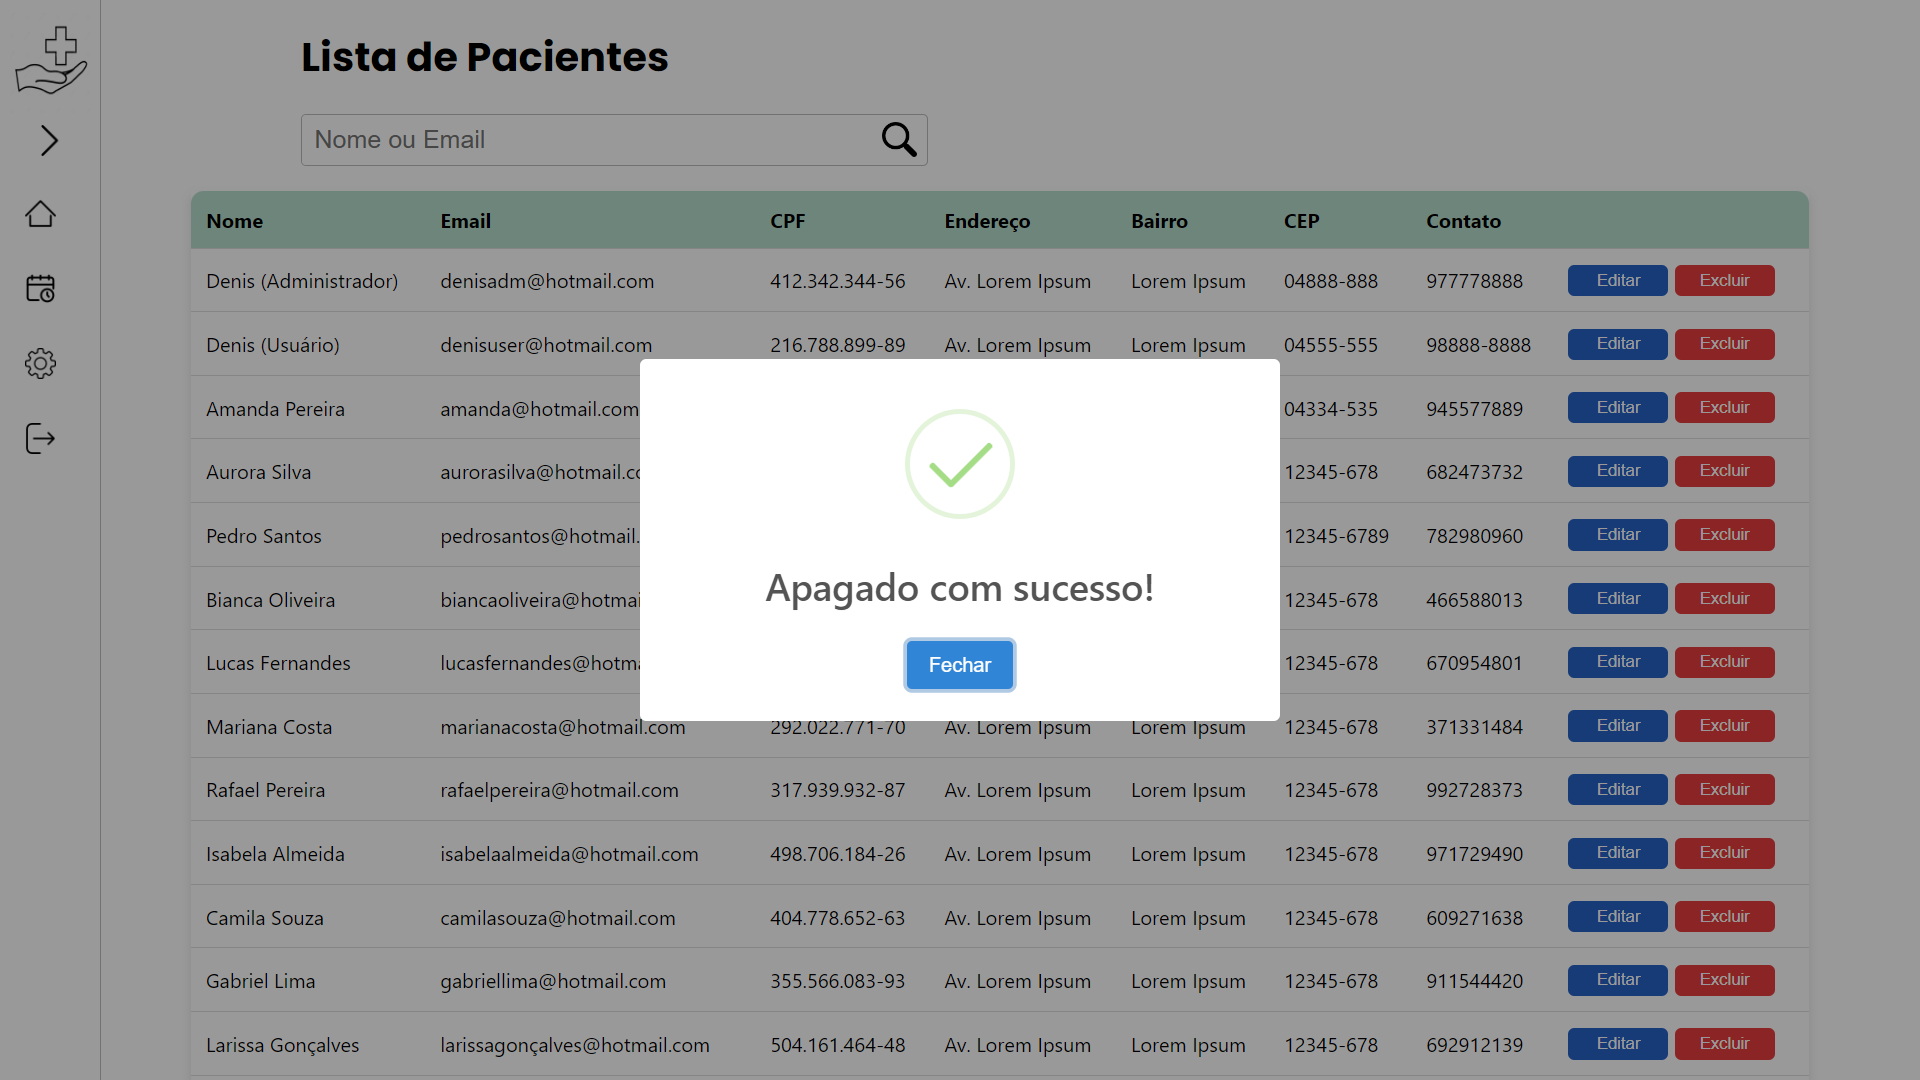 Lista de Pacientes
Nome ou Email
Nome Email CPF Endereço Bairro CEP Contato
Denis (Administrador) denisadm@hotmail.com 412.342.344-56 Av. Lorem Ipsum Lorem Ipsum 04888-888 977778888 Editar Excluir
Denis (Usuário) denisuser@hotmail.com 216.788.899-89 Av. Lorem Ipsum Lorem Ipsum 04555-555 98888-8888 Editar Excluir
Amanda Pereira amanda@hotmail.com 04334-535 945577889 Editar Excluir
Aurora Silva aurorasilva@hotmail.co 12345-678 682473732 Editar Excluir
Pedro Santos pedrosantos@hotmail. 12345-6789 782980960 Editar Excluir
Bianca Oliveira biancaoliveira@hotmai 12345-678 466588013 Editar Excluir
Lucas Fernandes lucasfernandes@hotma 12345-678 670954801 Editar Excluir
Mariana Costa marianacosta@hotmail.com 292.022.771-70 Av. Lorem Ipsum Lorem Ipsum 12345-678 371331484 Editar Excluir
Rafael Pereira rafaelpereira@hotmail.com 317.939.932-87 Av. Lorem Ipsum Lorem Ipsum 12345-678 992728373 Editar Excluir
Isabela Almeida isabelaalmeida@hotmail.com 498.706.184-26 Av. Lorem Ipsum Lorem Ipsum 12345-678 971729490 Editar Excluir
Camila Souza camilasouza@hotmail.com 404.778.652-63 Av. Lorem Ipsum Lorem Ipsum 12345-678 609271638 Editar Excluir
Gabriel Lima gabriellima@hotmail.com 355.566.083-93 Av. Lorem Ipsum Lorem Ipsum 12345-678 911544420 Editar Excluir
Larissa Gonçalves larissagonçalves@hotmail.com 504.161.464-48 Av. Lorem Ipsum Lorem Ipsum 12345-678 692912139 Editar Excluir
Apagado com sucesso!
Fechar